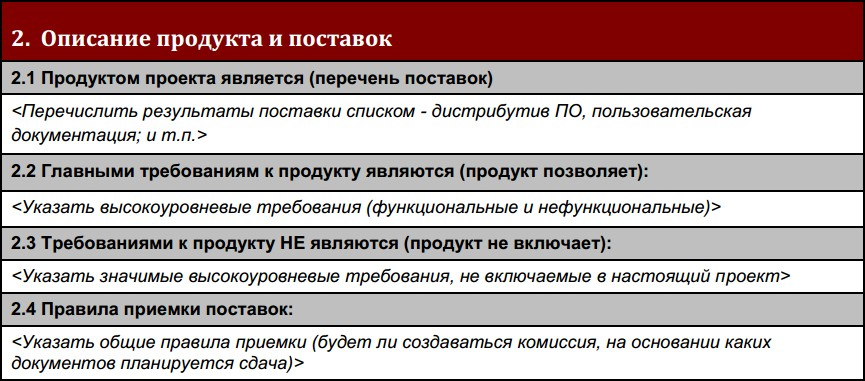 2. Описание продукта и поставок
2.1 Продуктом проекта является (перечень поставок)
<Перечислить результаты поставки списком - дистрибутив ПО, пользовательская
документация; и т.п.>
2.2 Главными требованиям к продукту являются (продукт позволяет):
<Указать высокоуровневые требования (функциональные и нефункциональные)>
2.3 Требованиями к продукту НЕ являются (продукт не включает):
<Указать значимые высокоуровневые требования, не включаемые в настоящий проект>
2.4 Правила приемки поставок:
<Указать общие правила приемки (будет ли создаваться комиссия, на основании каких
документов планируется сдача)>